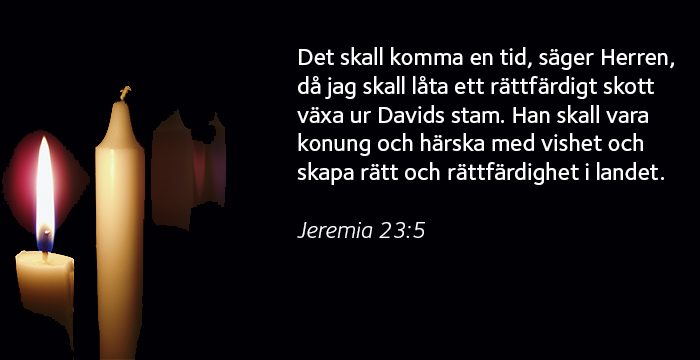 Det skall komma en tid, säger Herren,
då jag skall låta ett rättfärdigt skott
växa ur Davids stam. Han skall vara
konung och härska med vishet och
skapa rätt och rättfärdighet i landet.
Jeremia 23:5